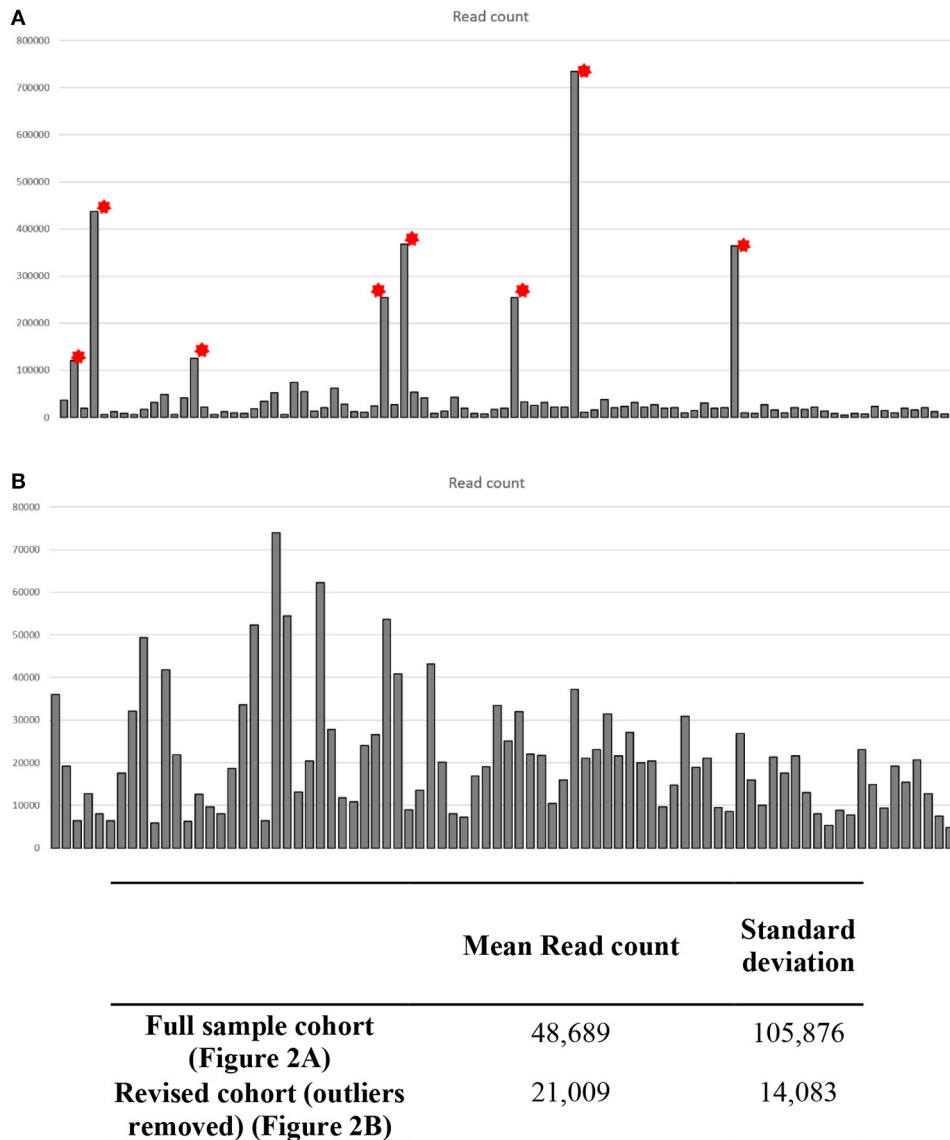 A
Read count
800000
700000
600000
500000
400000
300000
200000
100000
0
B
Read count
80000
70000
60000
50000
40000
30000
20000
10000
0
Mean Read count
Standard
deviation
Full sample cohort
(Figure 2A)
48,689
105,876
Revised cohort (outliers
removed) (Figure 2B)
21,009
14,083